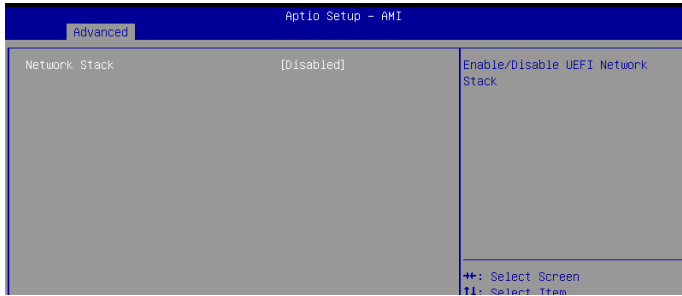 Aptio Setup – AMI
Advanced
Network Stack [Disabled]
Enable/Disable UEFI Network
Stack
→←: Select Screen
↑↓: Select Item